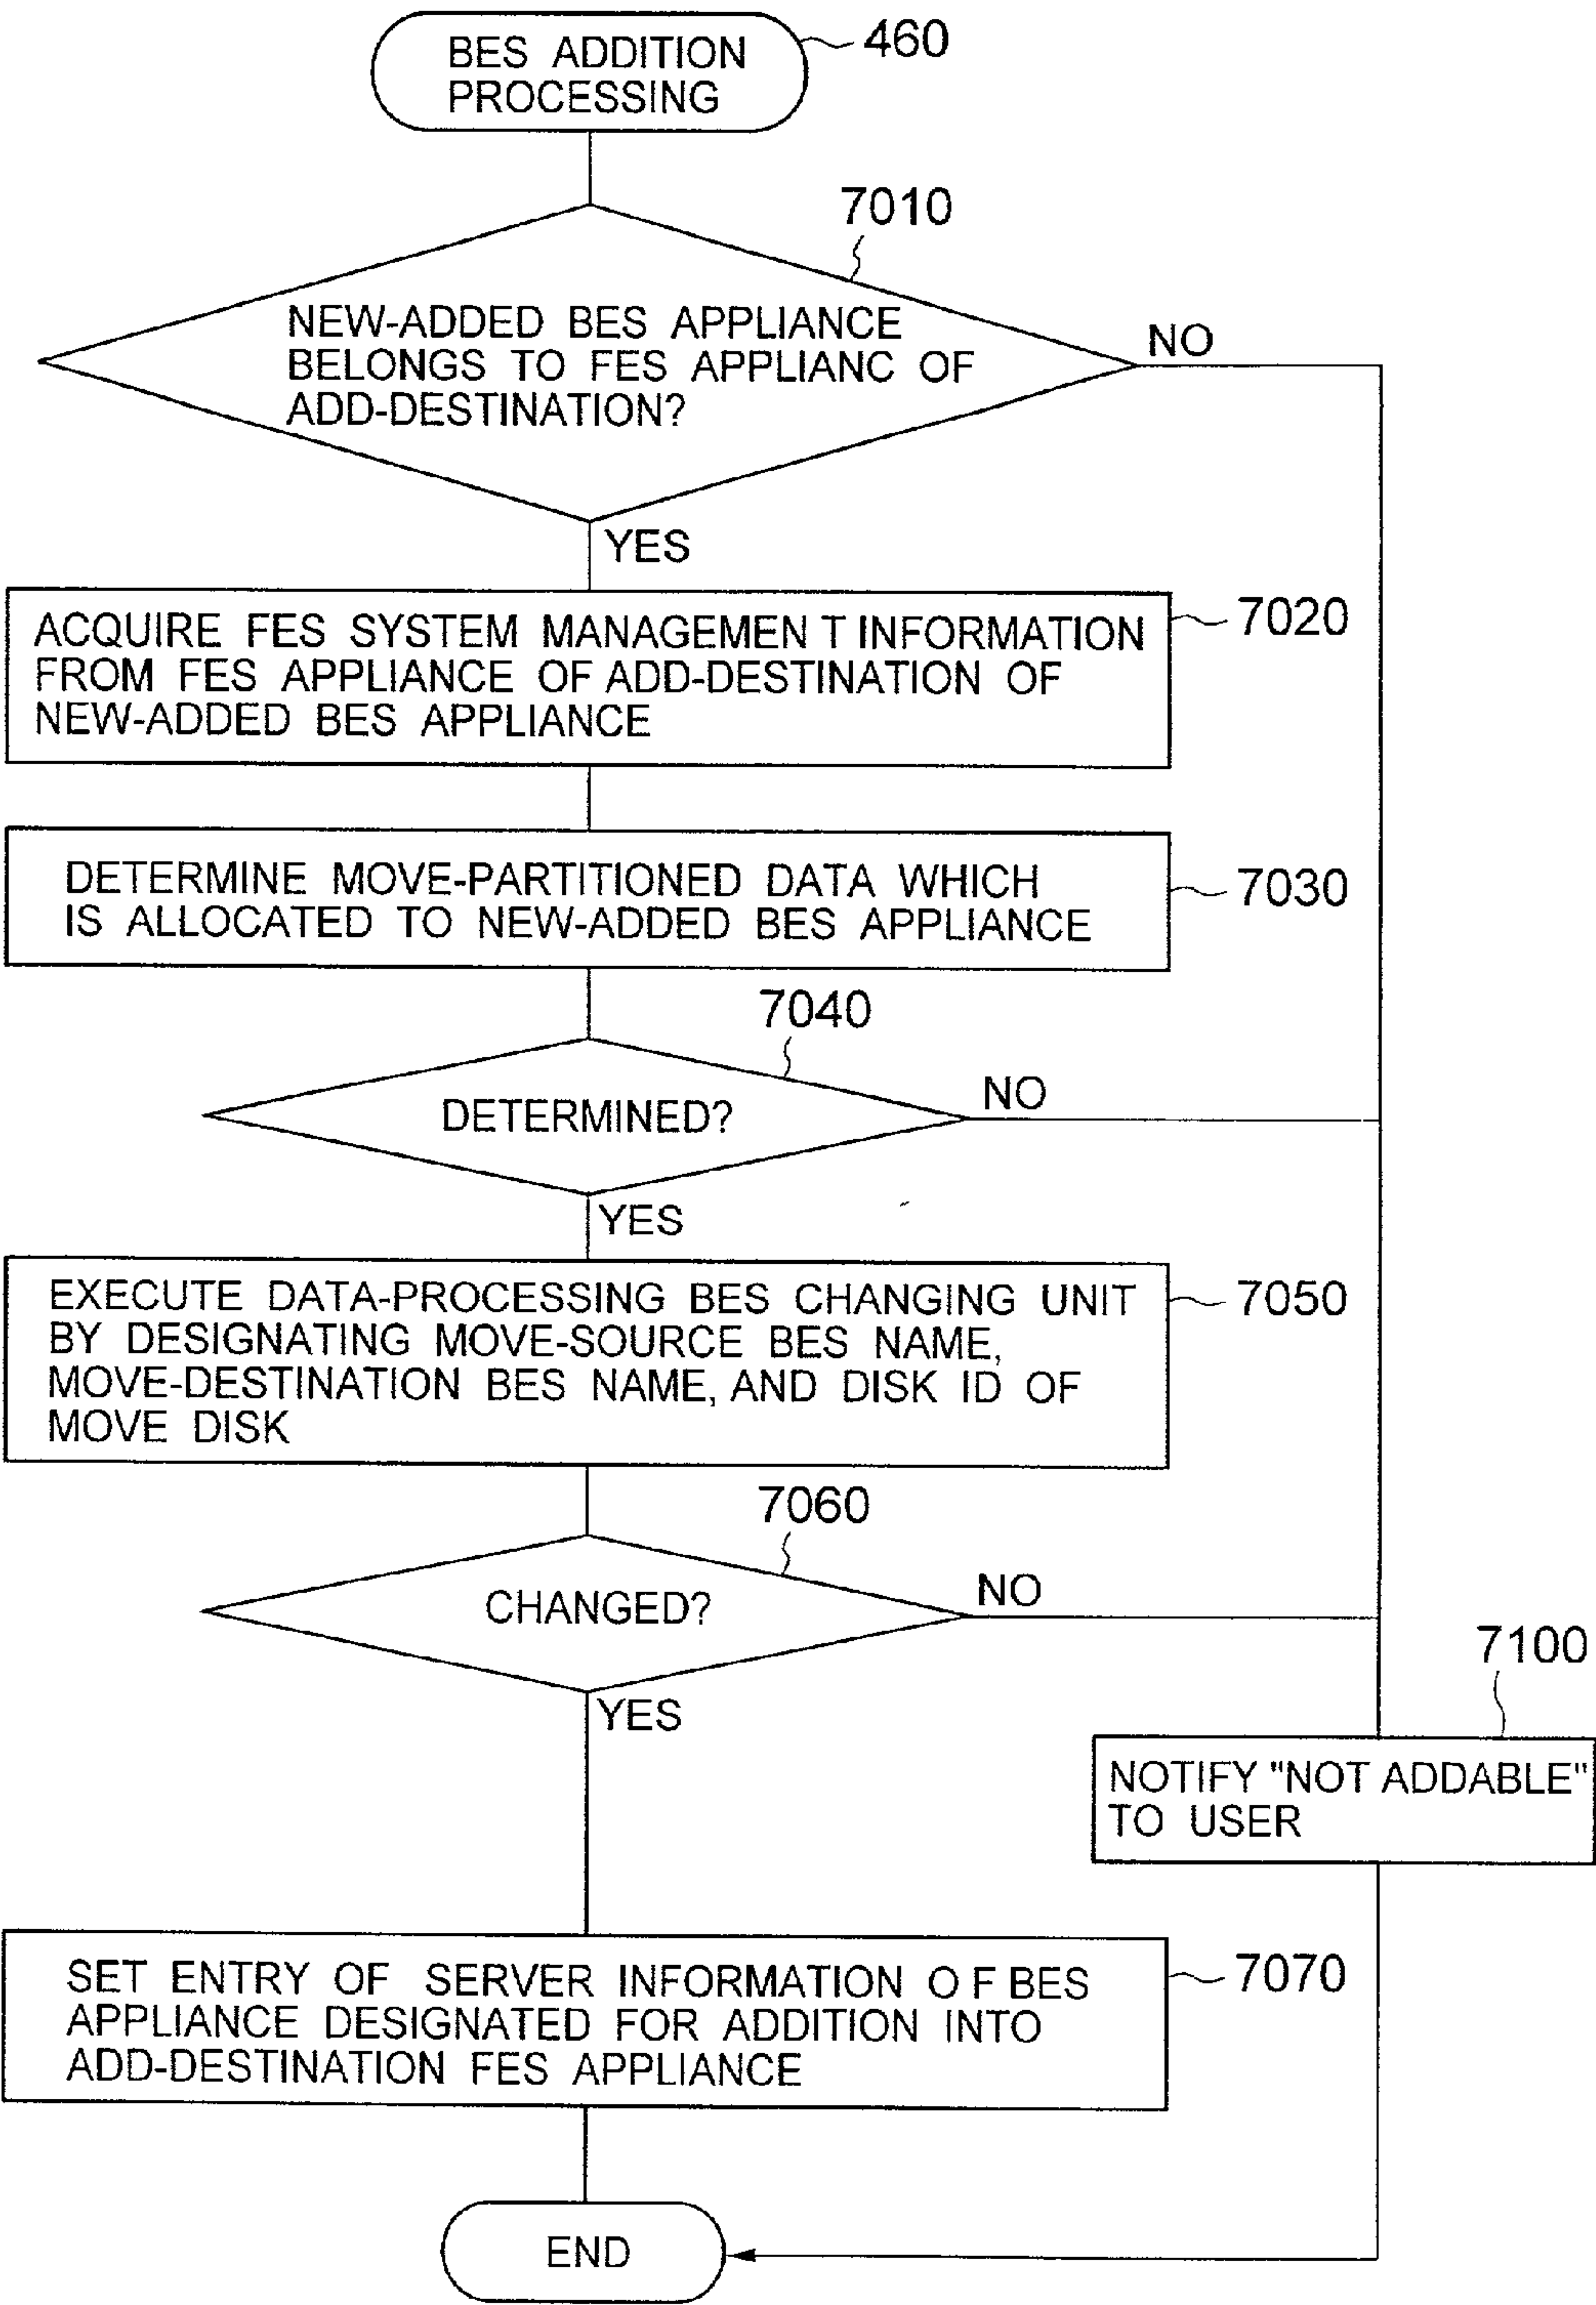 BES ADDITION
PROCESSING
460
7010
NEW-ADDED BES APPLIANCE
BELONGS TO FES APPLIANC OF
ADD-DESTINATION?
NO
YES
ACQUIRE FES SYSTEM MANAGEMEN T INFORMATION
FROM FES APPLIANCE OF ADD-DESTINATION OF
NEW-ADDED BES APPLIANCE
7020
DETERMINE MOVE-PARTITIONED DATA WHICH
IS ALLOCATED TO NEW-ADDED BES APPLIANCE
7030
7040
DETERMINED?
NO
YES
EXECUTE DATA-PROCESSING BES CHANGING UNIT
BY DESIGNATING MOVE-SOURCE BES NAME,
MOVE-DESTINATION BES NAME, AND DISK ID OF
MOVE DISK
7050
7060
CHANGED?
NO
YES
7100
NOTIFY "NOT ADDABLE"
TO USER
SET ENTRY OF SERVER INFORMATION O F BES
APPLIANCE DESIGNATED FOR ADDITION INTO
ADD-DESTINATION FES APPLIANCE
7070
END